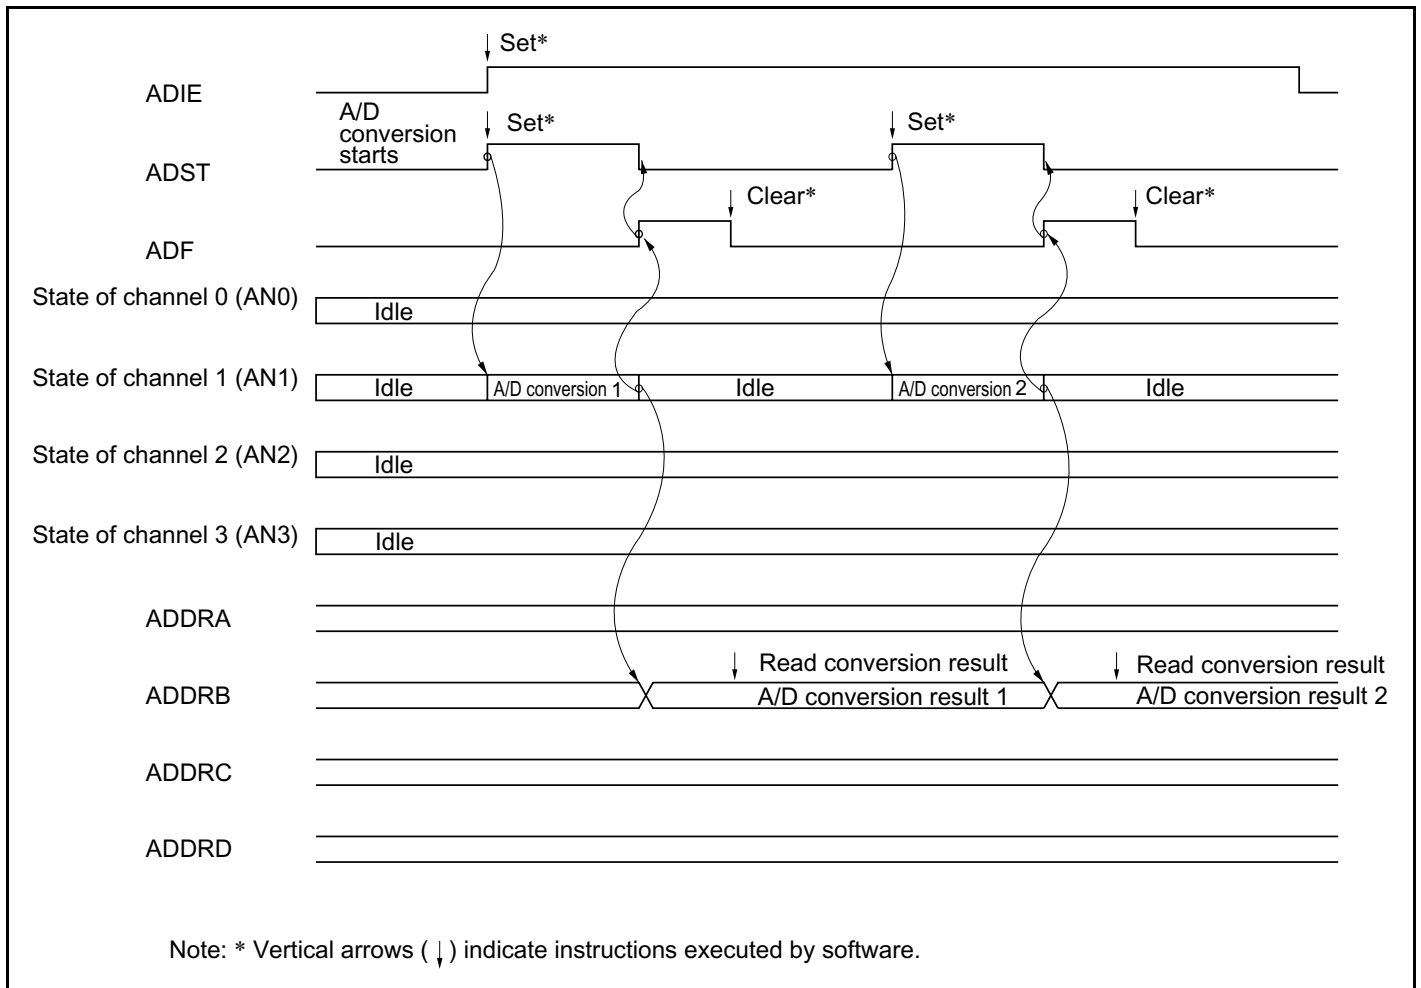 Set*
ADIE
A/D
conversion
starts
Set*
Set*
ADST
Clear*
Clear*
ADF
State of channel 0 (AN0)
Idle
State of channel 1 (AN1)
Idle
A/D conversion 1
Idle
A/D conversion 2
Idle
State of channel 2 (AN2)
Idle
State of channel 3 (AN3)
Idle
ADDRA
Read conversion result
Read conversion result
ADDRB
A/D conversion result 1
A/D conversion result 2
ADDRC
ADDRD
Note: * Vertical arrows (↓) indicate instructions executed by software.